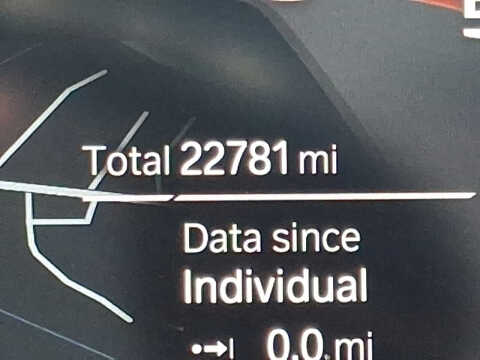 Total 22781 mi
Data since
Individual
0.0 mi